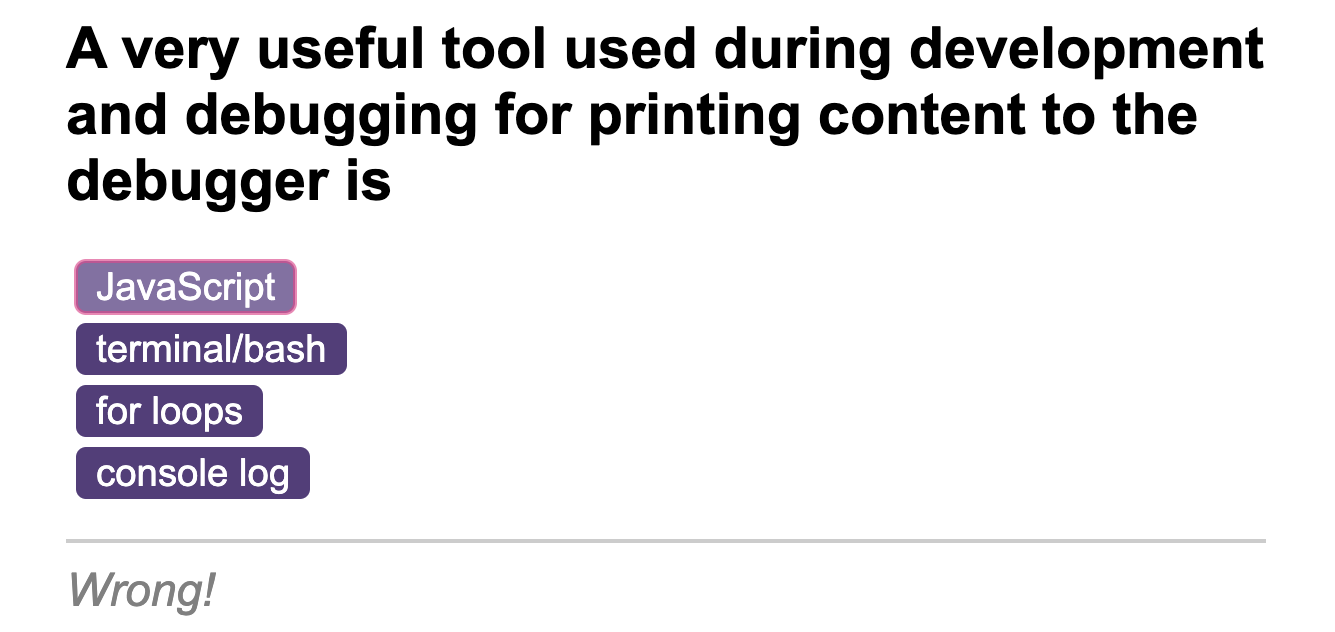 A very useful tool used during development
and debugging for printing content to the
debugger is
JavaScript
terminal/bash
for loops
console log
Wrong!